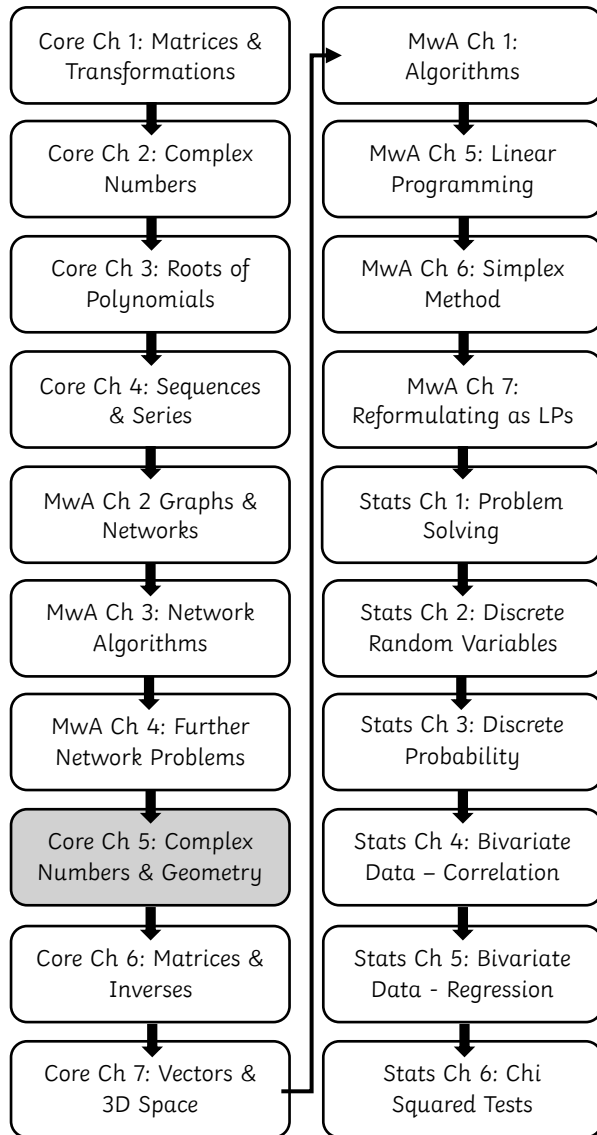 Core Ch 1: Matrices &
Transformations
Core Ch 2: Complex
Numbers
Core Ch 3: Roots of
Polynomials
Core Ch 4: Sequences
& Series
MwA Ch 2 Graphs &
Networks
MwA Ch 3: Network
Algorithms
MwA Ch 4: Further
Network Problems
Core Ch 5: Complex
Numbers & Geometry
Core Ch 6: Matrices &
Inverses
Core Ch 7: Vectors &
3D Space
MwA Ch 1:
Algorithms
MwA Ch 5: Linear
Programming
MwA Ch 6: Simplex
Method
MwA Ch 7:
Reformulating as LPs
Stats Ch 1: Problem
Solving
Stats Ch 2: Discrete
Random Variables
Stats Ch 3: Discrete
Probability
Stats Ch 4: Bivariate
Data – Correlation
Stats Ch 5: Bivariate
Data - Regression
Stats Ch 6: Chi
Squared Tests